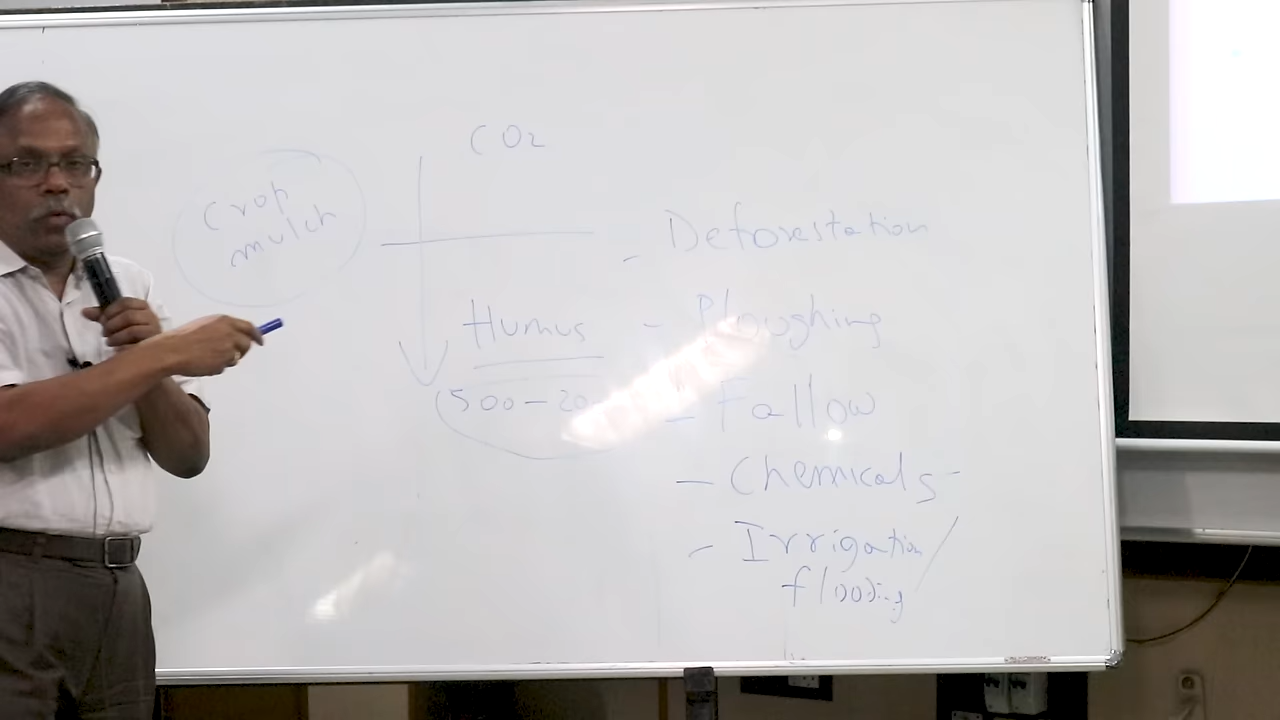 Crop
mulch
CO2
Humus
(500-20
- Deforestation
- Ploughing
- Fallow
- Chemicals
- Irrigation/
flooding